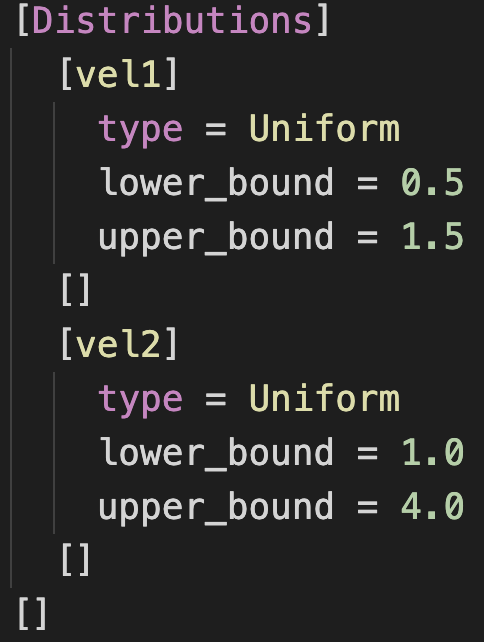 [Distributions]
[vel1]
type = Uniform
lower_bound = 0.5
upper_bound = 1.5
[]
[vel2]
type = Uniform
lower_bound = 1.0
upper_bound = 4.0
[]
[]